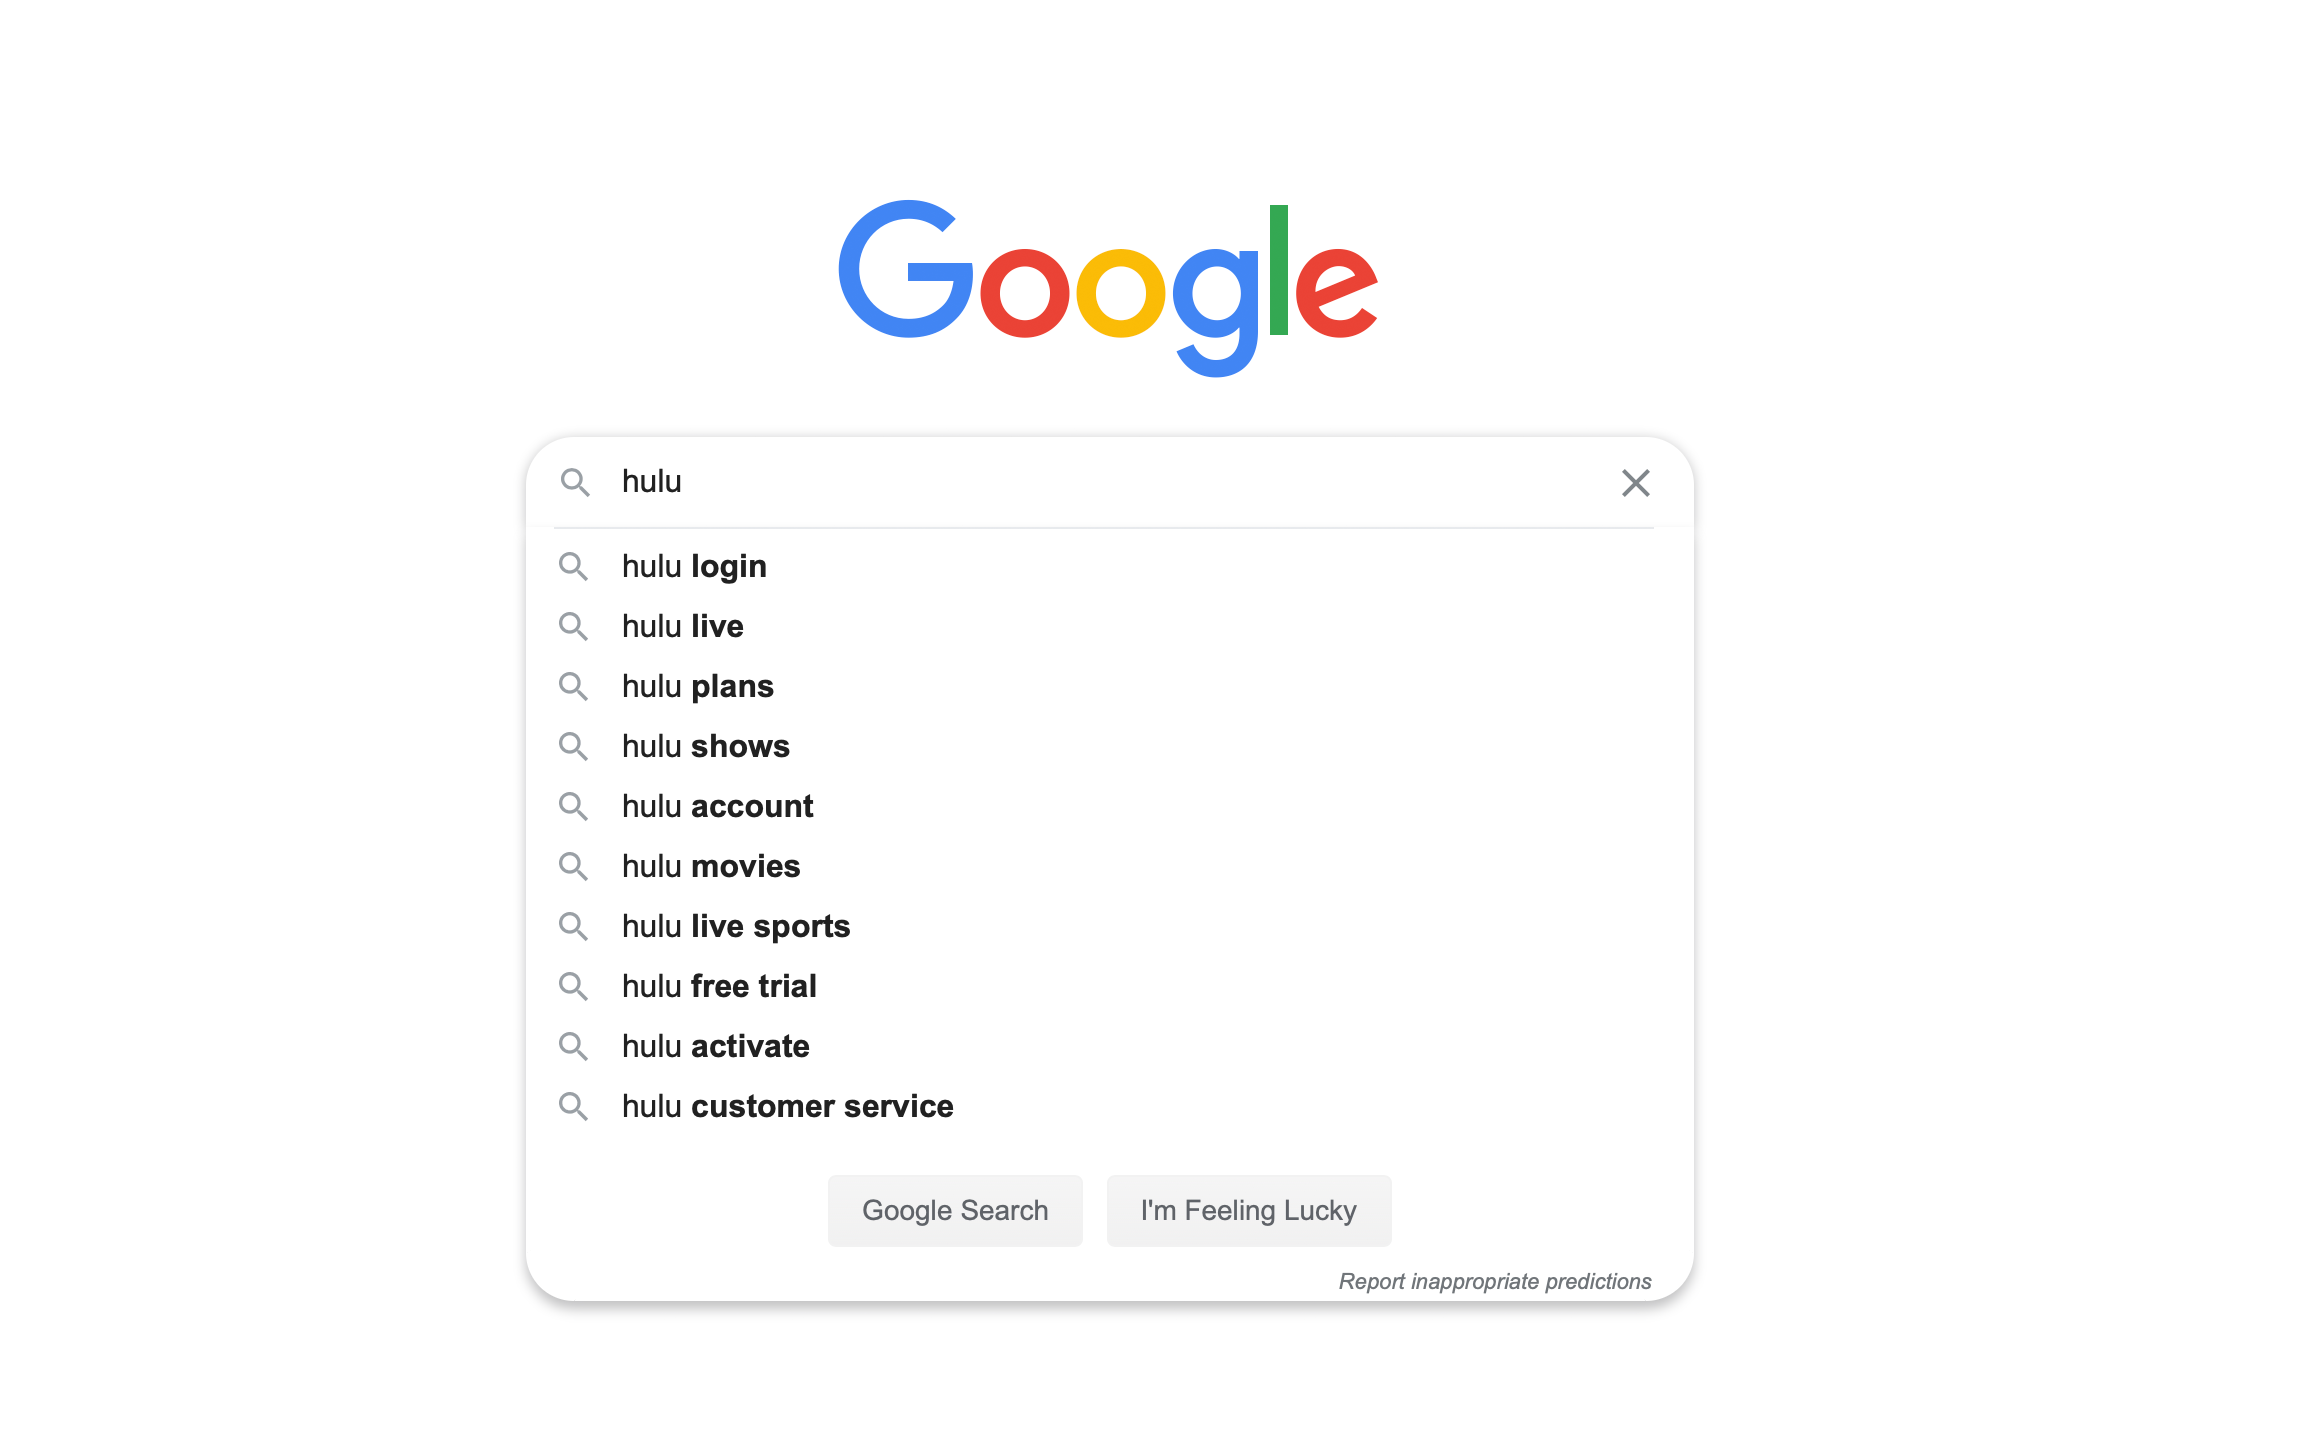 Google
hulu
hulu login
hulu live
hulu plans
hulu shows
hulu account
hulu movies
hulu live sports
hulu free trial
hulu activate
hulu customer service
Google Search
I'm Feeling Lucky
Report inappropriate predictions